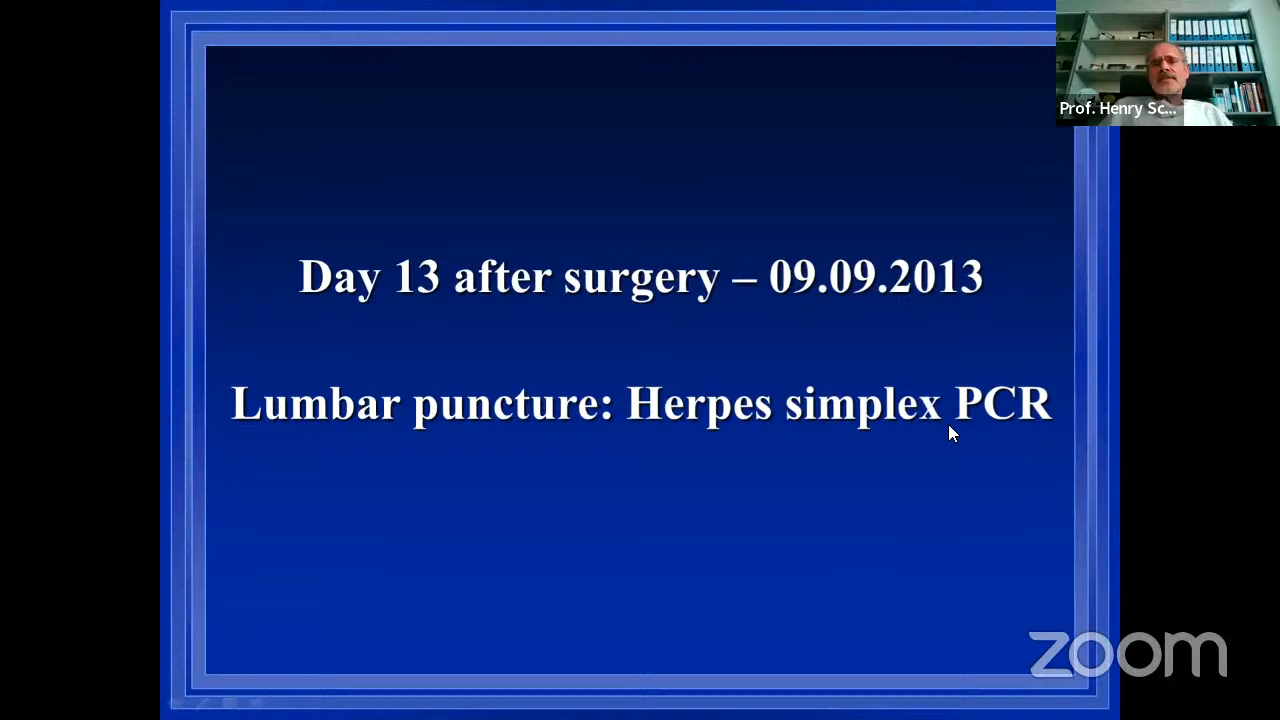 Prof. Henry Sc...
Day 13 after surgery – 09.09.2013
Lumbar puncture: Herpes simplex PCR
zoom